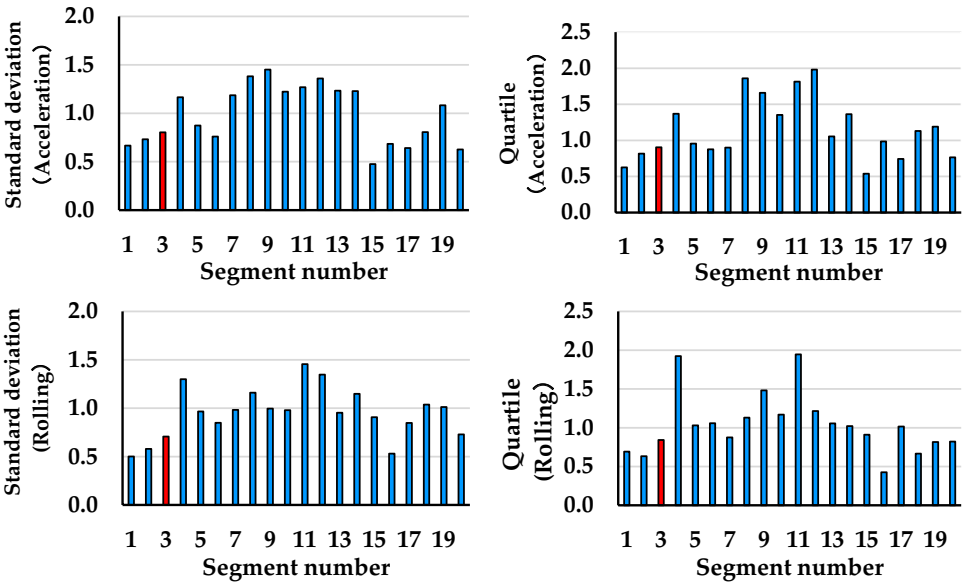 Standard deviation
(Acceleration)
2.0
1.5
1.0
0.5
0.0
1 3 5 7 9 11 13 15 17 19
Segment number
Quartile
(Acceleration)
2.5
2.0
1.5
1.0
0.5
0.0
1 3 5 7 9 11 13 15 17 19
Segment number
Standard deviation
(Rolling)
2.0
1.5
1.0
0.5
0.0
1 3 5 7 9 11 13 15 17 19
Segment number
Quartile
(Rolling)
2.5
2.0
1.5
1.0
0.5
0.0
1 3 5 7 9 11 13 15 17 19
Segment number